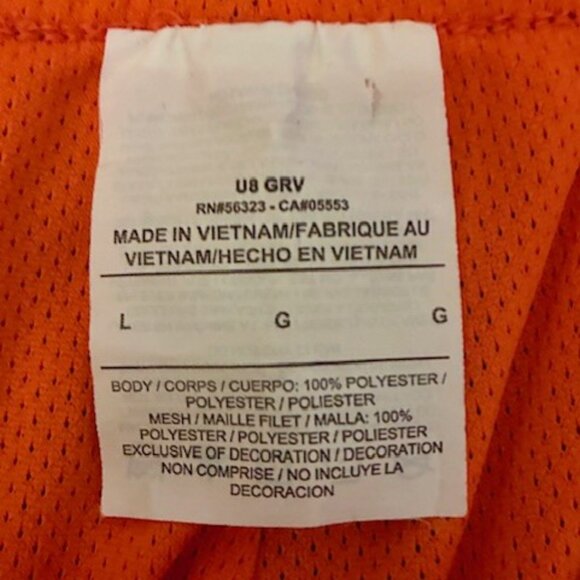 U8 GRV
RN#56323 - CA#05553
MADE IN VIETNAM/FABRIQUE AU
VIETNAM/HECHO EN VIETNAM
L G G
BODY / CORPS / CUERPO: 100% POLYESTER /
POLYESTER / POLIESTER
MESH / MAILLE FILET / MALLA: 100%
POLYESTER / POLYESTER / POLIESTER
EXCLUSIVE OF DECORATION / DECORATION
NON COMPRISE / NO INCLUYE LA
DECORACION